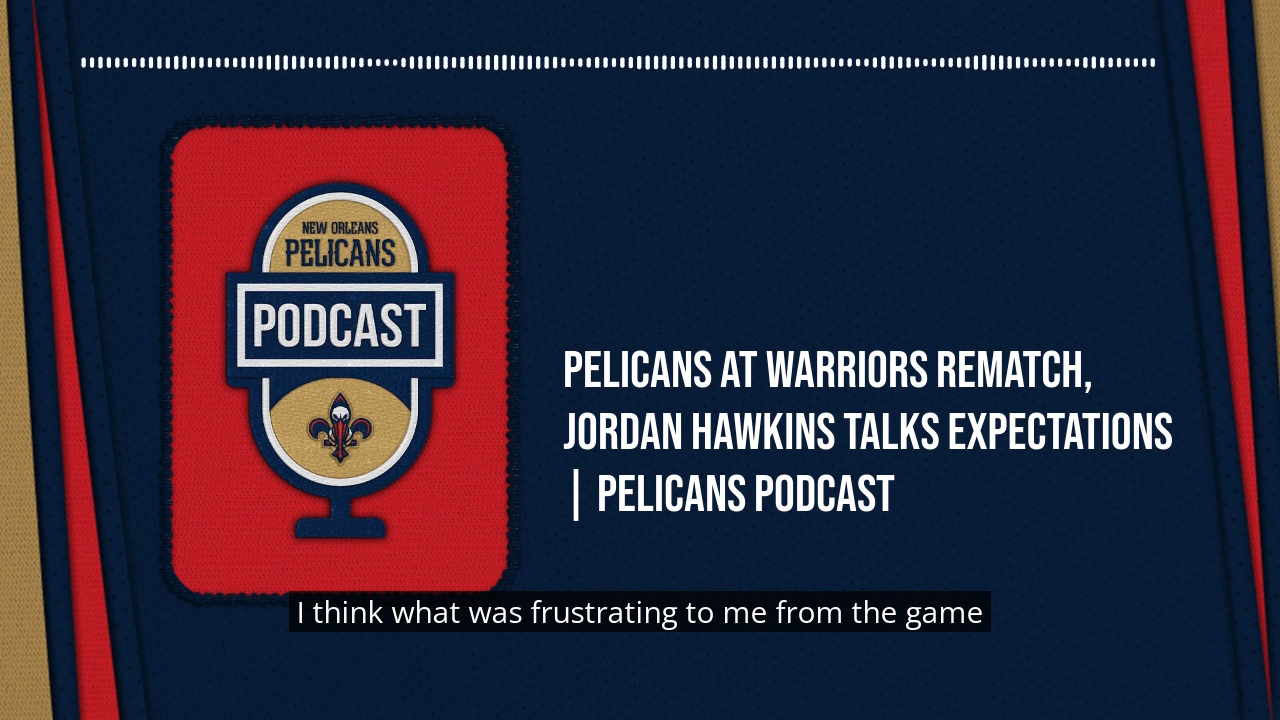 NEW ORLEANS
PELICANS
PODCAST
PELICANS AT WARRIORS REMATCH,
JORDAN HAWKINS TALKS EXPECTATIONS
| PELICANS PODCAST
I think what was frustrating to me from the game